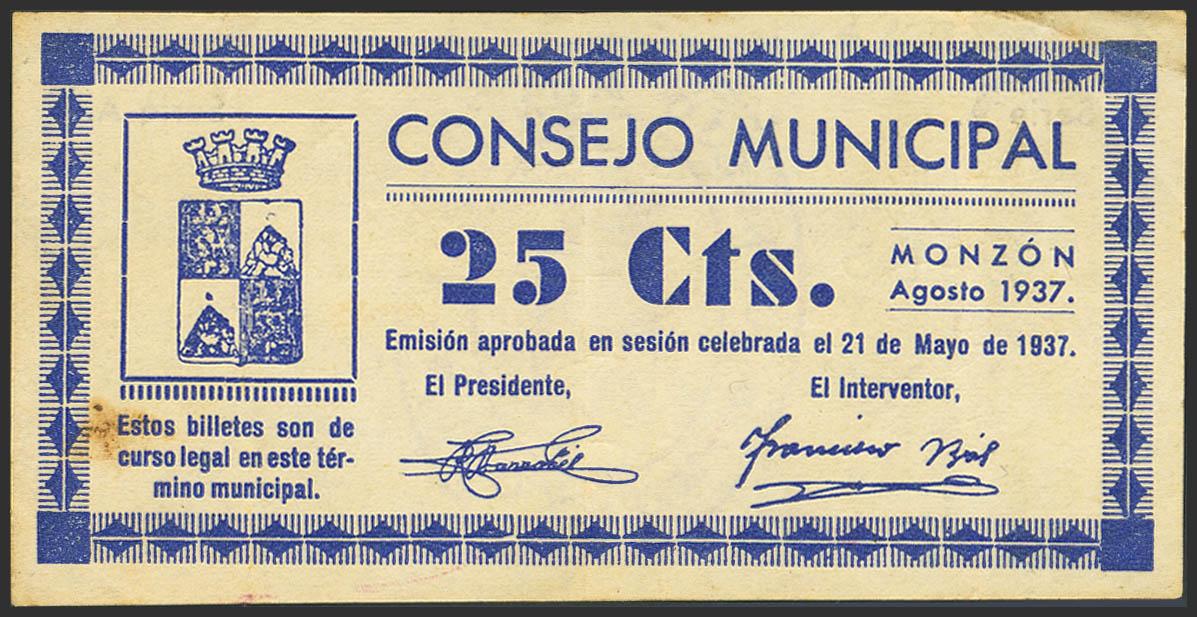 CONSEJO MUNICIPAL
25 Cts.
MONZÓN
Agosto 1937.
Emisión aprobada en sesión celebrada el 21 de Mayo de 1937.
El Presidente,
El Interventor,
Francisco
Estos billetes son de
curso legal en este tér-
mino municipal.